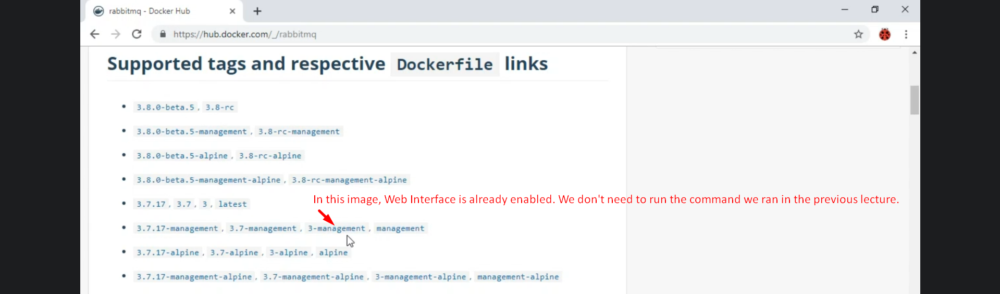 rabbitmq - Docker Hub
https://hub.docker.com/_/rabbitmq
Supported tags and respective Dockerfile links
3.8.0-beta.5, 3.8-rc
3.8.0-beta.5-management, 3.8-rc-management
3.8.0-beta.5-alpine, 3.8-rc-alpine
3.8.0-beta.5-management-alpine, 3.8-rc-management-alpine
In this image, Web Interface is already enabled. We don't need to run the command we ran in the previous lecture.
3.7.17, 3.7, 3, latest
3.7.17-management, 3.7-management, 3-management, management
3.7.17-alpine, 3.7-alpine, 3-alpine, alpine
3.7.17-management-alpine, 3.7-management-alpine, 3-management-alpine, management-alpine